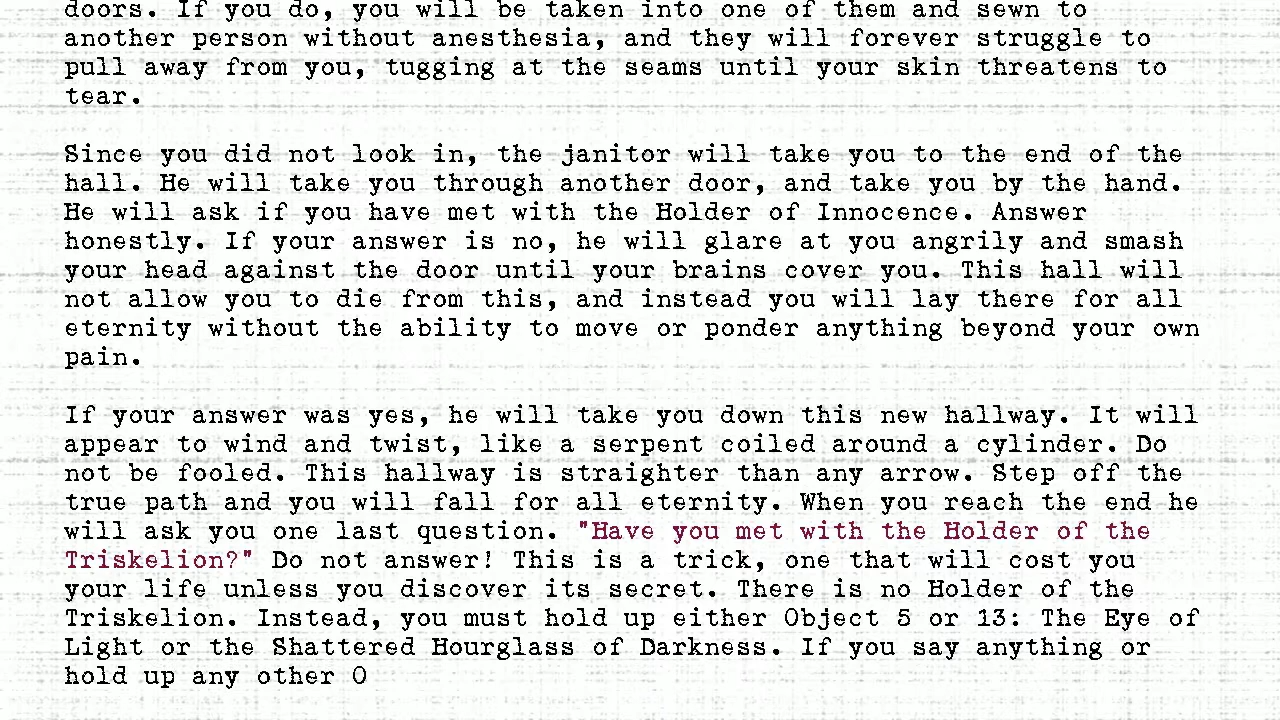 doors. If you do, you will be taken into one of them and sewn to
another person without anesthesia, and they will forever struggle to
pull away from you, tugging at the seams until your skin threatens to
tear.
Since you did not look in, the janitor will take you to the end of the
hall. He will take you through another door, and take you by the hand.
He will ask if you have met with the Holder of Innocence. Answer
honestly. If your answer is no, he will glare at you angrily and smash
your head against the door until your brains cover you. This hall will
not allow you to die from this, and instead you will lay there for all
eternity without the ability to move or ponder anything beyond your own
pain.
If your answer was yes, he will take you down this new hallway. It will
appear to wind and twist, like a serpent coiled around a cylinder. Do
not be fooled. This hallway is straighter than any arrow. Step off the
true path and you will fall for all eternity. When you reach the end he
will ask you one last question. "Have you met with the Holder of the
Triskelion?" Do not answer! This is a trick, one that will cost you
your life unless you discover its secret. There is no Holder of the
Triskelion. Instead, you must hold up either Object 5 or 13: The Eye of
Light or the Shattered Hourglass of Darkness. If you say anything or
hold up any other O